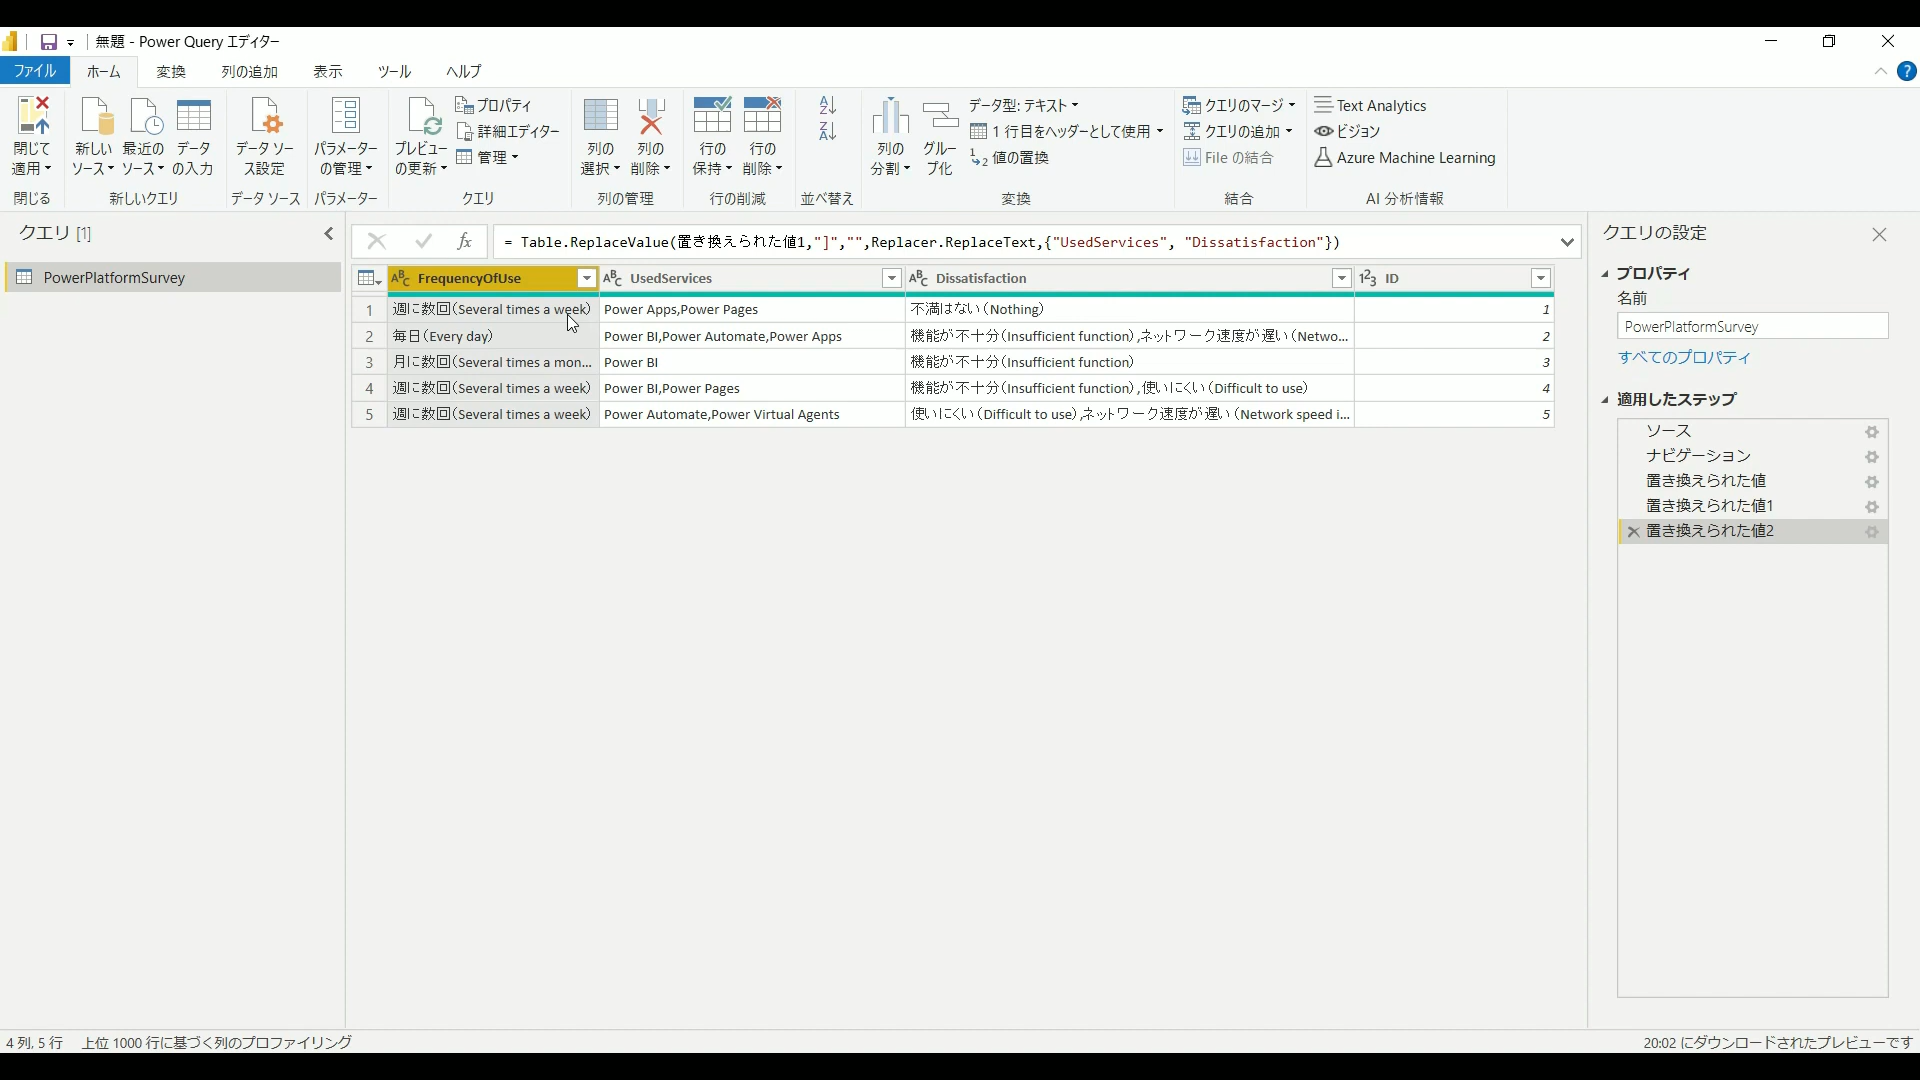 無題 - Power Query エディター
ファイル ホーム 変換 列の追加 表示 ツール ヘルプ
閉じて適用
新しいソース
最近のソース
データの入力
データ ソース設定
パラメーターの管理
プレビューの更新
プロパティ
詳細エディター
管理
列の選択
列の削除
行の保持
行の削除
列の分割
グループ化
データ型: テキスト
1 行目をヘッダーとして使用
値の置換
クエリのマージ
クエリの追加
File の結合
Text Analytics
ビジョン
Azure Machine Learning
閉じる 新しいクエリ データ ソース パラメーター クエリ 列の管理 行の削減 並べ替え 変換 結合 AI 分析情報
クエリ [1]
PowerPlatformSurvey
fx = Table.ReplaceValue(置き換えられた値1,"]","",Replacer.ReplaceText,{"UsedServices", "Dissatisfaction"})
FrequencyOfUse UsedServices Dissatisfaction ID
1 週に数回(Several times a week) Power Apps,Power Pages 不満はない(Nothing) 1
2 毎日(Every day) Power BI,Power Automate,Power Apps 機能が不十分(Insufficient function),ネットワーク速度が遅い(Netwo... 2
3 月に数回(Several times a mon... Power BI 機能が不十分(Insufficient function) 3
4 週に数回(Several times a week) Power BI,Power Pages 機能が不十分(Insufficient function),使いにくい(Difficult to use) 4
5 週に数回(Several times a week) Power Automate,Power Virtual Agents 使いにくい(Difficult to use),ネットワーク速度が遅い(Network speed i... 5
クエリの設定
プロパティ
名前
PowerPlatformSurvey
すべてのプロパティ
適用したステップ
ソース
ナビゲーション
置き換えられた値
置き換えられた値1
置き換えられた値2
4 列, 5 行 上位 1000 行に基づく列のプロファイリング
20:02 にダウンロードされたプレビューです